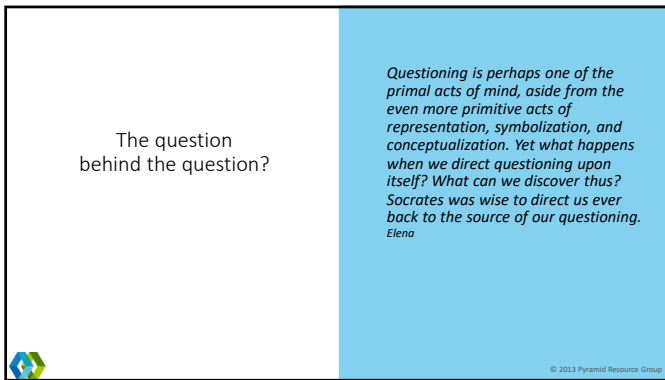 The question
behind the question?
Questioning is perhaps one of the
primal acts of mind, aside from the
even more primitive acts of
representation, symbolization, and
conceptualization. Yet what happens
when we direct questioning upon
itself? What can we discover thus?
Socrates was wise to direct us ever
back to the source of our questioning.
Elena
© 2013 Pyramid Resource Group